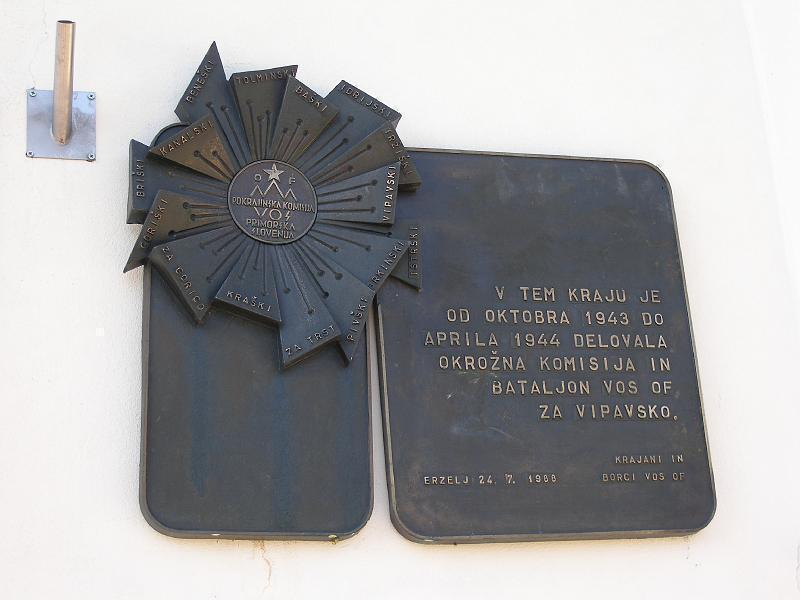 BENEŠKI
TOLMINSKI
BAŠKI
IDRIJSKI
TRŽIŠKI
KANALSKI
BRIŠKI
VIPAVSKI
GORIŠKI
ISTRSKI
BRKINSKI
ZA GORICO
KRAŠKI
PIVŠKI
ZA TRST
OF
POKRAJINSKA KOMISIJA
VOS
PRIMORSKA
SLOVENIJA
V TEM KRAJU JE
OD OKTOBRA 1943 DO
APRILA 1944 DELOVALA
OKROŽNA KOMISIJA IN
BATALJON VOS OF
ZA VIPAVSKO.
KRAJANI IN
ERZELJ 24. 7. 1988 BORCI VOS OF